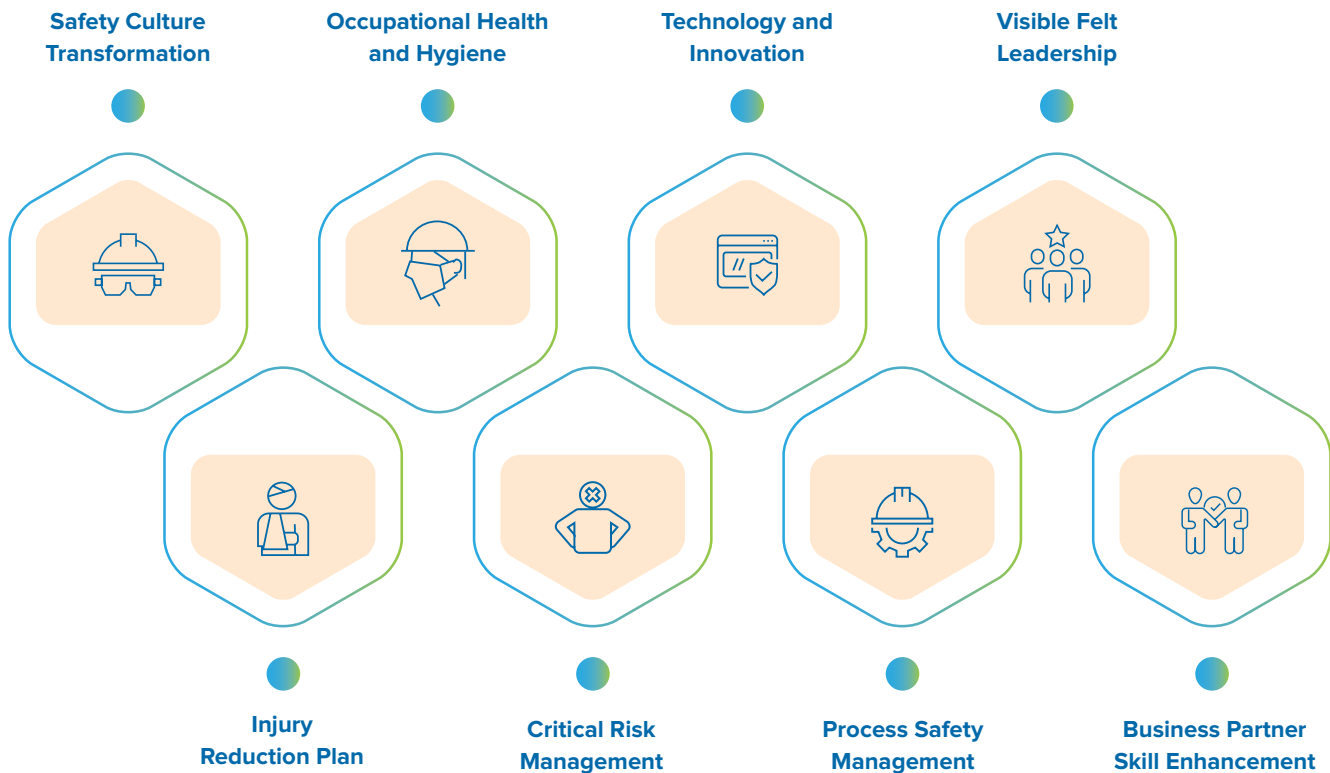 Safety Culture
Transformation
Occupational Health
and Hygiene
Technology and
Innovation
Visible Felt
Leadership
Injury
Reduction Plan
Critical Risk
Management
Process Safety
Management
Business Partner
Skill Enhancement